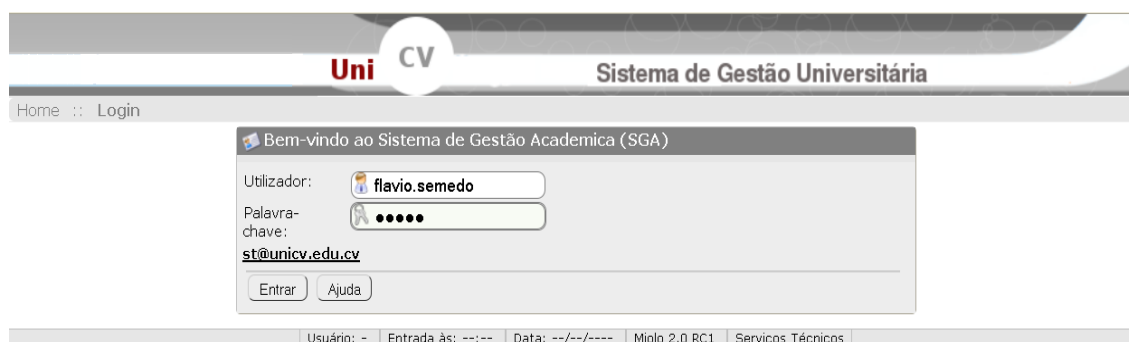 Uni CV
Sistema de Gestão Universitária
Home :: Login
Bem-vindo ao Sistema de Gestão Academica (SGA)
Utilizador: flavio.semedo
Palavra-
chave: •••••
st@unicv.edu.cv
Entrar Ajuda
Usuário: - Entrada às: --:-- Data: --/--/---- Miolo 2.0 RC1 Serviços Técnicos